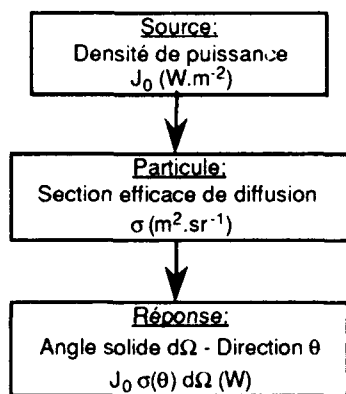 Source:
Densité de puissance
J₀ (W.m⁻²)
Particule:
Section efficace de diffusion
σ (m².sr⁻¹)
Réponse:
Angle solide dΩ - Direction θ
J₀ σ(θ) dΩ (W)